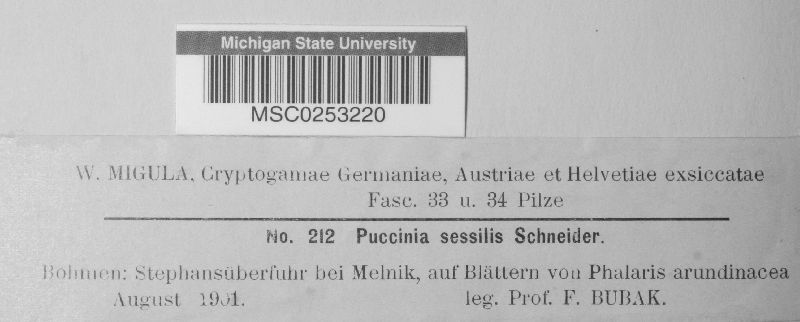 Michigan State University
MSC0253220
W. MIGULA, Cryptogamae Germaniae, Austriae et Helvetiae exsiccatae
Fasc. 33 u. 34 Pilze
No. 212 Puccinia sessilis Schneider.
Böhmen: Stephansüberfuhr bei Melnik, auf Blättern von Phalaris arundinacea
August 1901. leg. Prof. F. BUBAK.